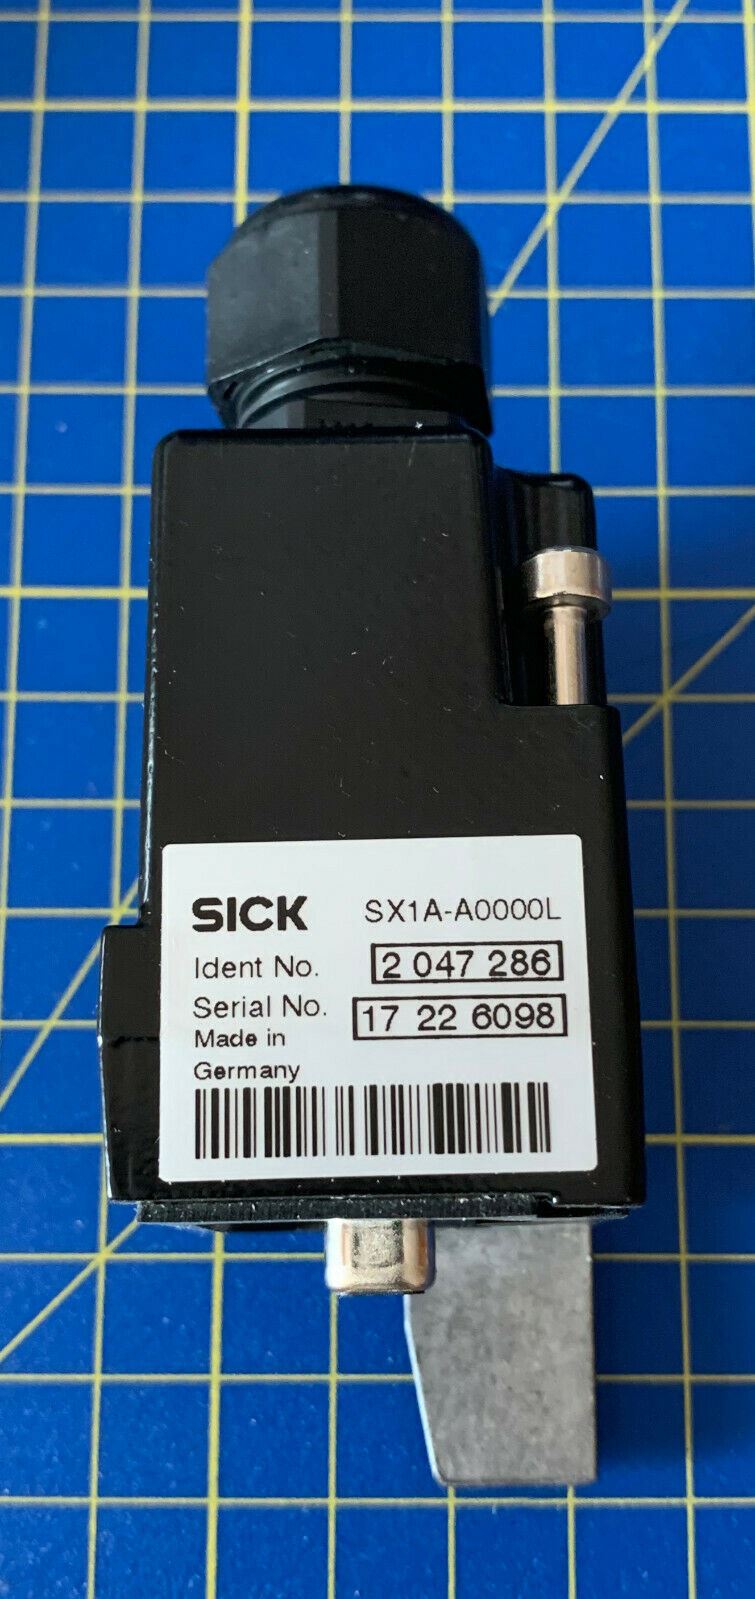 SICK SX1A-A0000L
Ident No. 2 047 286
Serial No. 17 22 6098
Made in
Germany